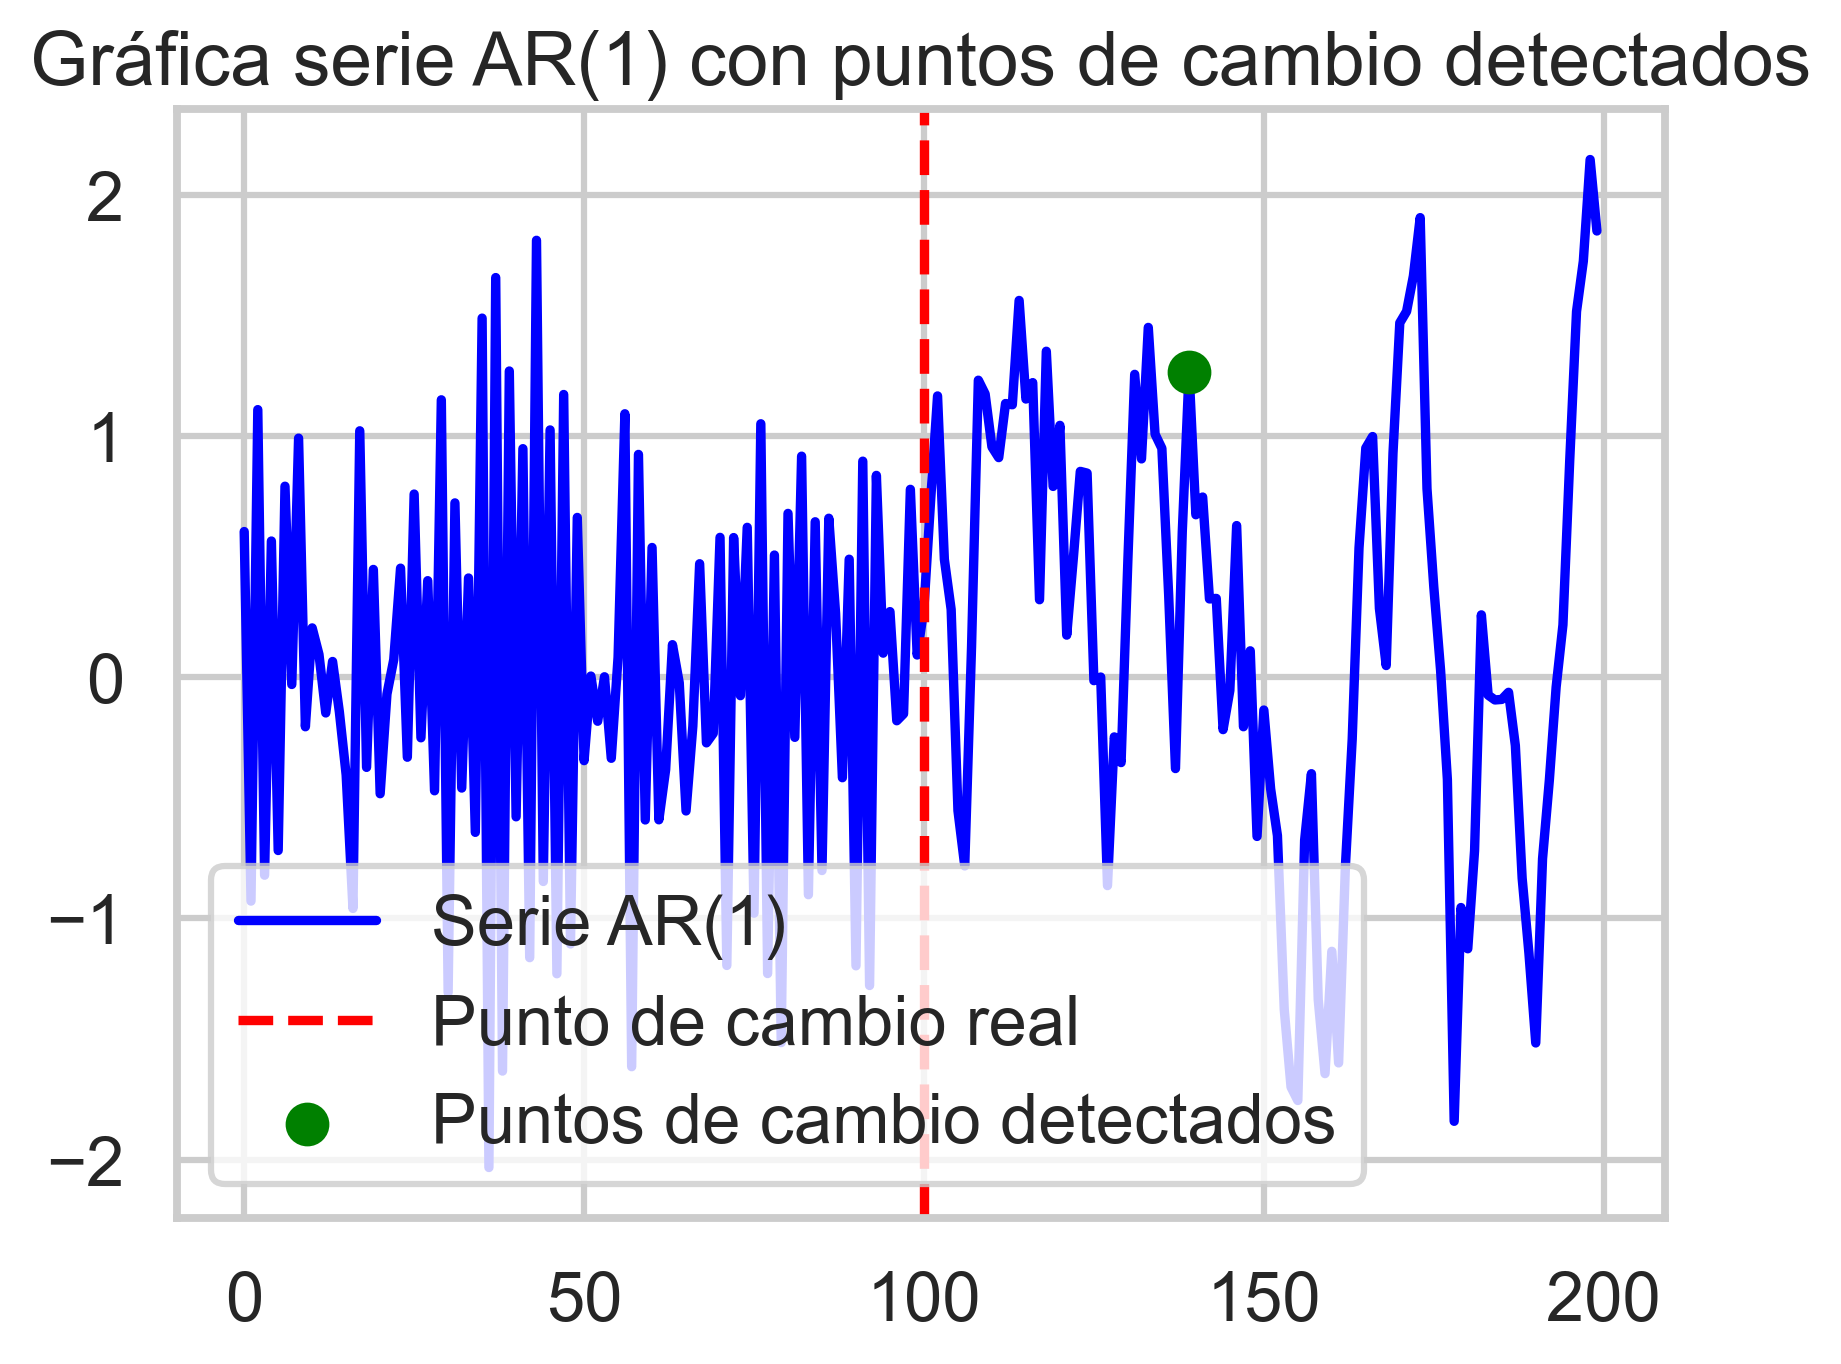 Gráfica serie AR(1) con puntos de cambio detectados
2
1
0
−1
−2
Serie AR(1)
Punto de cambio real
Puntos de cambio detectados
0 50 100 150 200